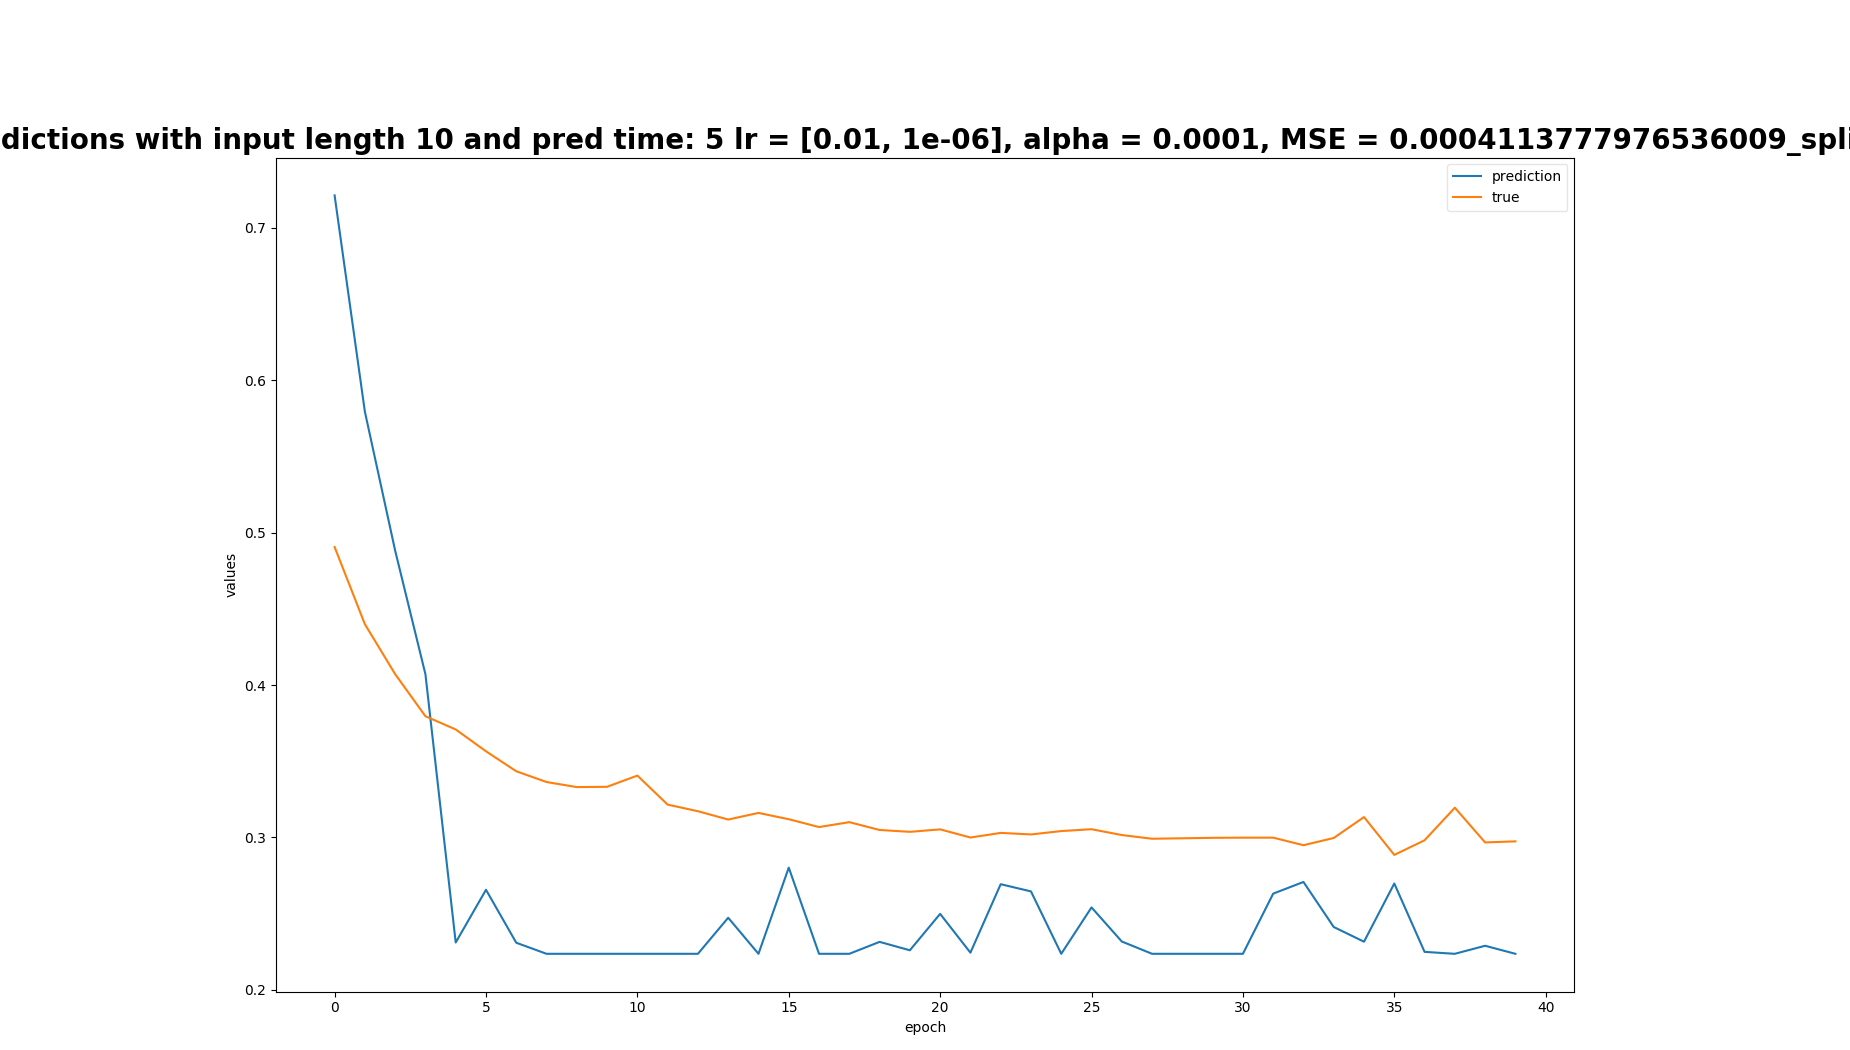 dictions with input length 10 and pred time: 5 lr = [0.01, 1e-06], alpha = 0.0001, MSE = 0.0004113777976536009_spli
prediction
true
0.7
0.6
0.5
0.4
0.3
0.2
values
0 5 10 15 20 25 30 35 40
epoch